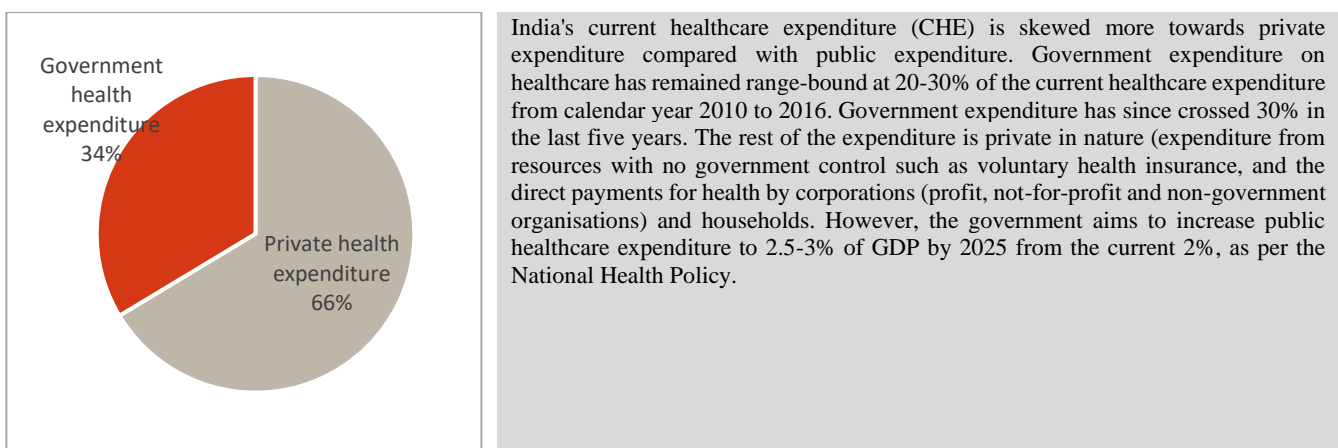 Government
health
expenditure
34%
Private health
expenditure
66%
India's current healthcare expenditure (CHE) is skewed more towards private
expenditure compared with public expenditure. Government expenditure on
healthcare has remained range-bound at 20-30% of the current healthcare expenditure
from calendar year 2010 to 2016. Government expenditure has since crossed 30% in
the last five years. The rest of the expenditure is private in nature (expenditure from
resources with no government control such as voluntary health insurance, and the
direct payments for health by corporations (profit, not-for-profit and non-government
organisations) and households. However, the government aims to increase public
healthcare expenditure to 2.5-3% of GDP by 2025 from the current 2%, as per the
National Health Policy.